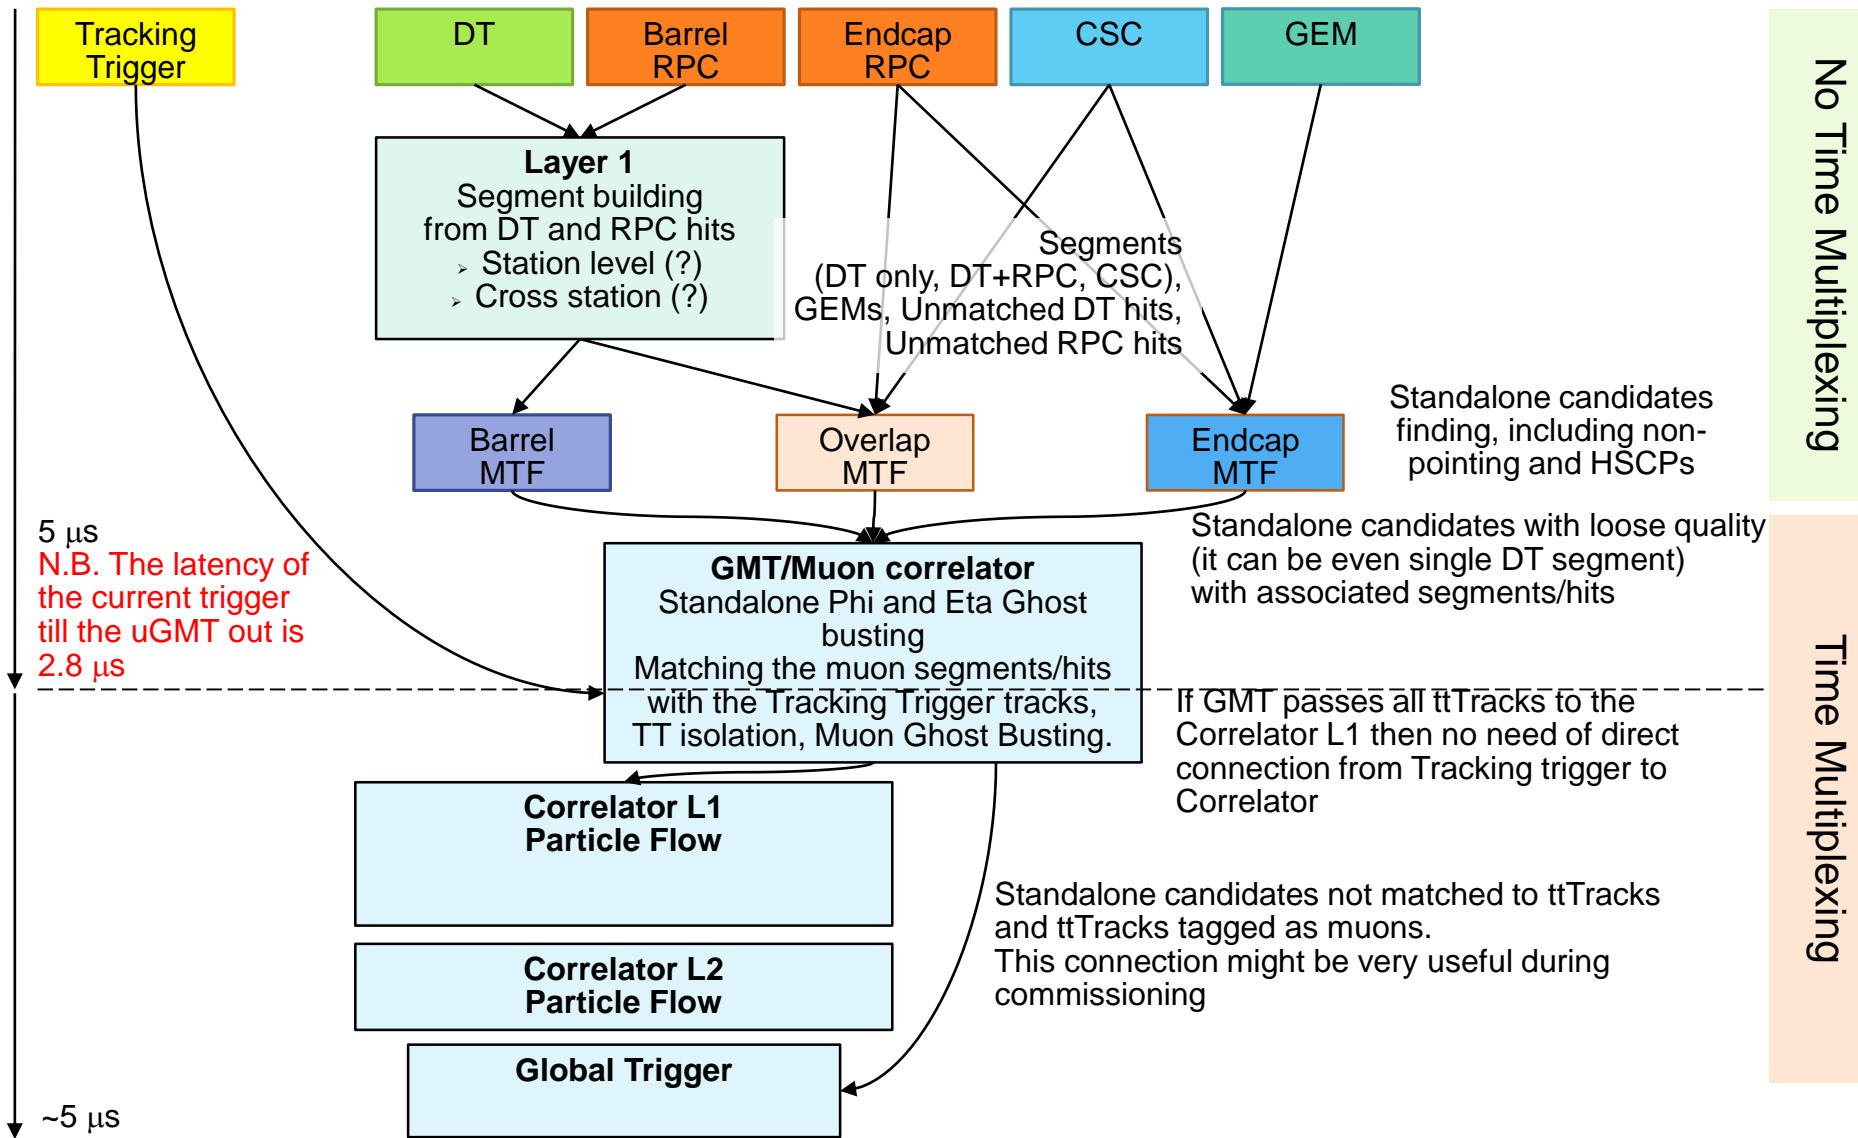 Tracking
Trigger
DT
Barrel
RPC
Endcap
RPC
CSC
GEM
No Time Multiplexing
Layer 1
Segment building
from DT and RPC hits
➢ Station level (?)
➢ Cross station (?)
Segments
(DT only, DT+RPC, CSC),
GEMs, Unmatched DT hits,
Unmatched RPC hits
Barrel
MTF
Overlap
MTF
Endcap
MTF
Standalone candidates
finding, including non-
pointing and HSCPs
5 μs
N.B. The latency of
the current trigger
till the uGMT out is
2.8 μs
GMT/Muon correlator
Standalone Phi and Eta Ghost
busting
Matching the muon segments/hits
with the Tracking Trigger tracks,
TT isolation, Muon Ghost Busting.
Standalone candidates with loose quality
(it can be even single DT segment)
with associated segments/hits
Time Multiplexing
If GMT passes all ttTracks to the
Correlator L1 then no need of direct
connection from Tracking trigger to
Correlator
Correlator L1
Particle Flow
Standalone candidates not matched to ttTracks
and ttTracks tagged as muons.
This connection might be very useful during
commissioning
Correlator L2
Particle Flow
Global Trigger
~5 μs